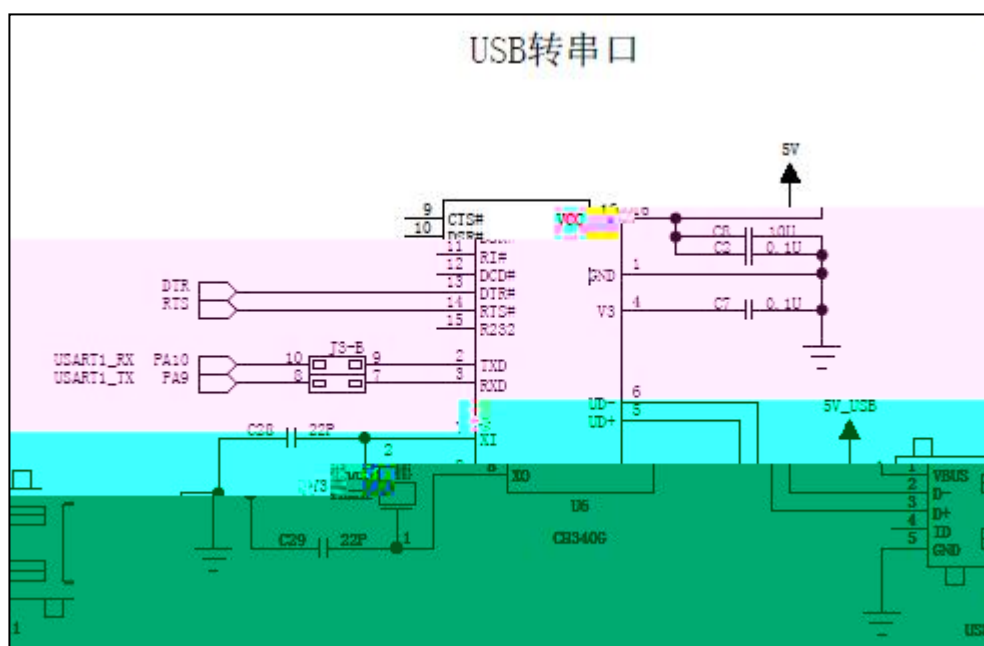 USB转串口
5V
9 CTS# VCC 16
10 DSR#
C8 10U
11 RI# C2 0.1U
12 DCD# GND 1
DTR 13 DTR#
RTS 14 RTS# V3 4 C7 0.1U
15 R232
J3-B
USART1_RX PA10 10 9 2 TXD
USART1_TX PA9 8 7 3 RXD
UD- 6
UD+ 5 5V_USB
C28 22P XI
2
8 XO 1 VBUS
U6 2 D-
3 D+
C29 22P 1 CH340G 4 ID
5 GND
1